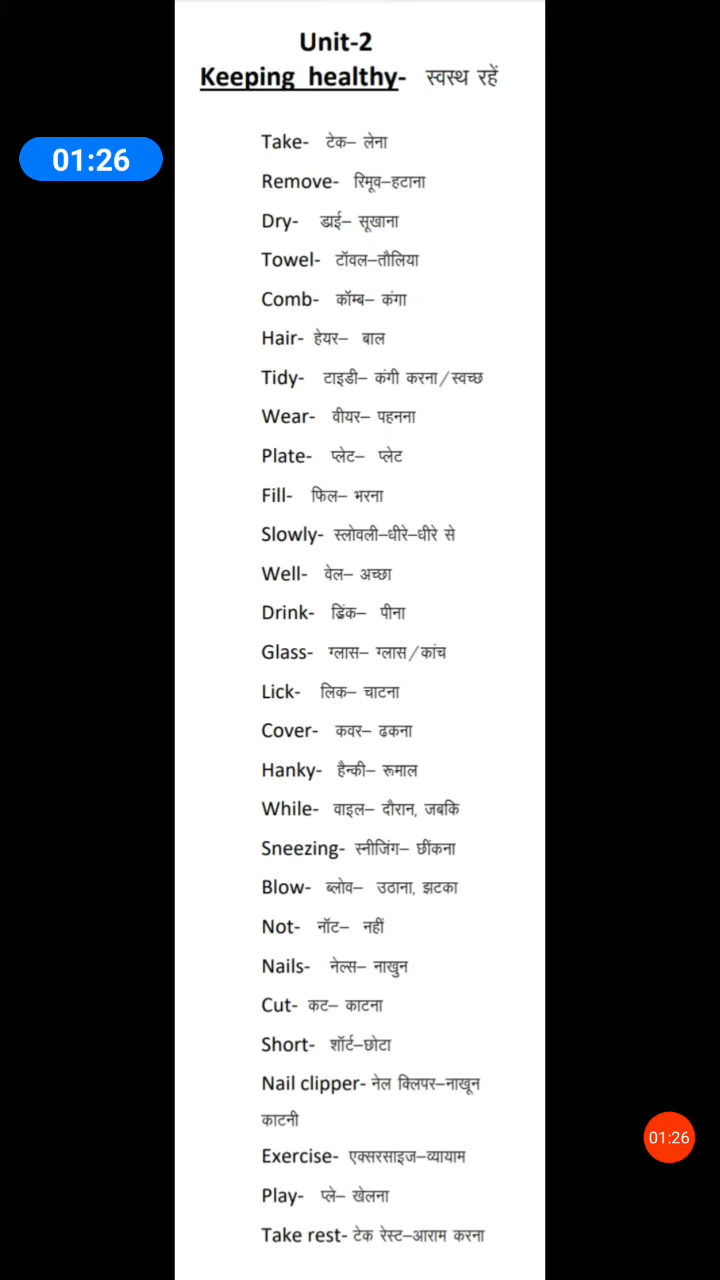 Unit-2
Keeping healthy- स्वस्थ रहें
01:26
Take- टेक– लेना
Remove- रिमूव–हटाना
Dry- ड्राई– सूखाना
Towel- टॉवल–तौलिया
Comb- कॉम्ब– कंगा
Hair- हेयर– बाल
Tidy- टाइडी– कंगी करना/स्वच्छ
Wear- वीयर– पहनना
Plate- प्लेट– प्लेट
Fill- फिल– भरना
Slowly- स्लोवली–धीरे–धीरे से
Well- वेल– अच्छा
Drink- ड्रिंक– पीना
Glass- ग्लास– ग्लास/कांच
Lick- लिक– चाटना
Cover- कवर– ढकना
Hanky- हैन्की– रूमाल
While- वाइल– दौरान, जबकि
Sneezing- स्नीजिंग– छींकना
Blow- ब्लोव– उठाना, झटका
Not- नॉट– नहीं
Nails- नेल्स– नाखुन
Cut- कट– काटना
Short- शॉर्ट–छोटा
Nail clipper- नेल क्लिपर–नाखून
काटनी
01:26
Exercise- एक्सरसाइज–व्यायाम
Play- प्ले– खेलना
Take rest- टेक रेस्ट–आराम करना